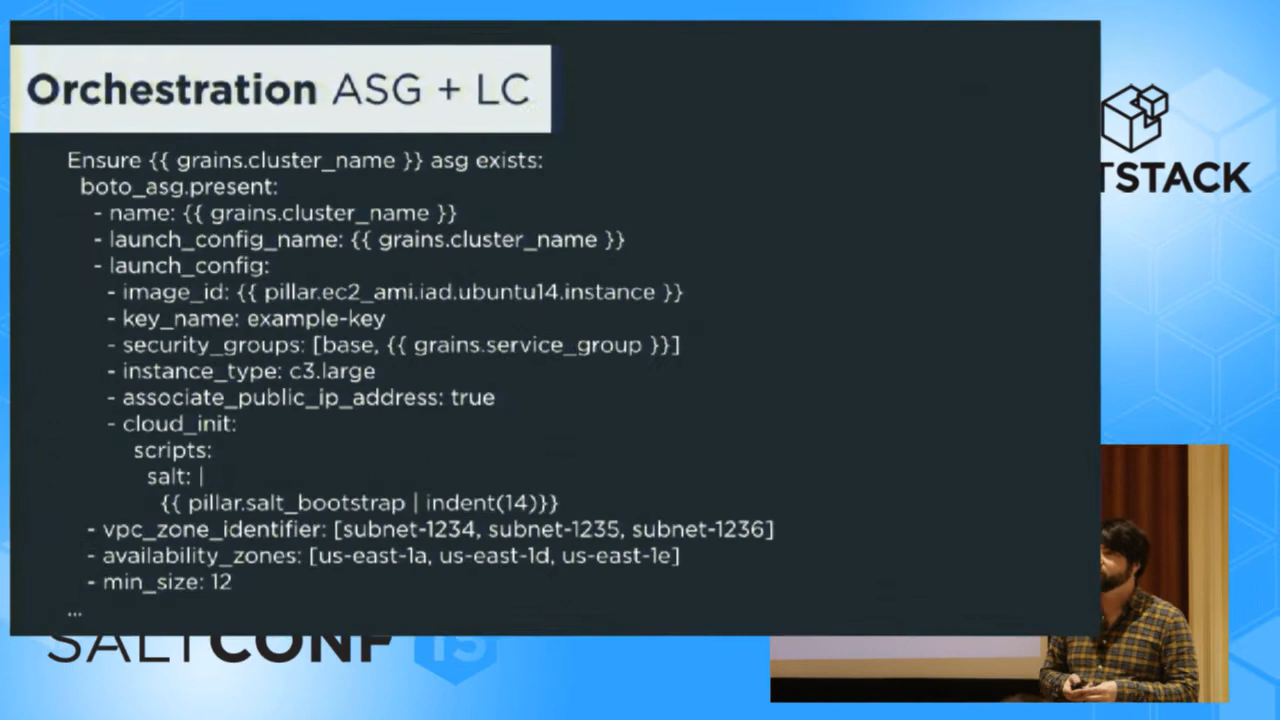 Orchestration ASG + LC
Ensure {{ grains.cluster_name }} asg exists:
boto_asg.present:
- name: {{ grains.cluster_name }}
- launch_config_name: {{ grains.cluster_name }}
- launch_config:
- image_id: {{ pillar.ec2_ami.iad.ubuntu14.instance }}
- key_name: example-key
- security_groups: [base, {{ grains.service_group }}]
- instance_type: c3.large
- associate_public_ip_address: true
- cloud_init:
scripts:
salt: |
{{ pillar.salt_bootstrap | indent(14)}}
- vpc_zone_identifier: [subnet-1234, subnet-1235, subnet-1236]
- availability_zones: [us-east-1a, us-east-1d, us-east-1e]
- min_size: 12
...
TSTACK
SALTCONF 15